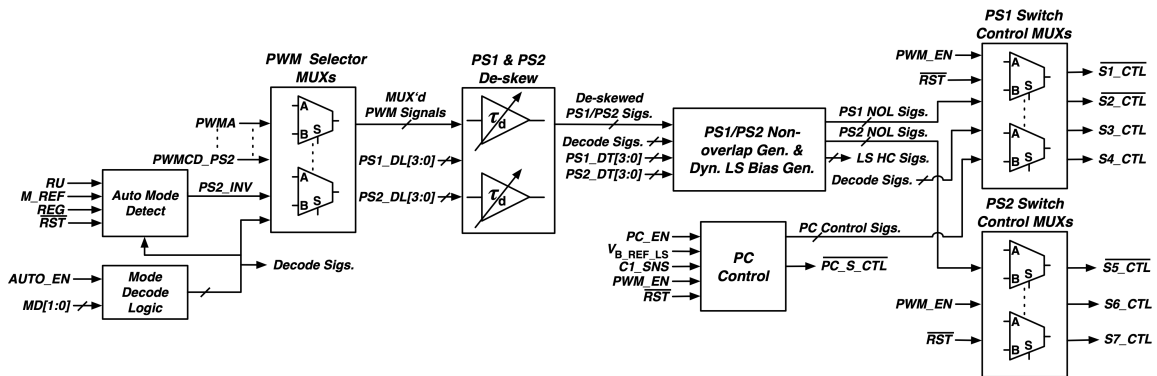 PS1 Switch
Control MUXs
PWM_EN
RST
A
B
S
A
B
S
S1_CTL
S2_CTL
S3_CTL
S4_CTL
PWM Selector
MUXs
PWMA
PWMCD_PS2
A
B
S
A
B
S
MUX'd
PWM Signals
PS1_DL[3:0]
PS2_DL[3:0]
PS1 & PS2
De-skew
τd
τd
De-skewed
PS1/PS2 Sigs.
Decode Sigs.
PS1_DT[3:0]
PS2_DT[3:0]
PS1/PS2 Non-
overlap Gen. &
Dyn. LS Bias Gen.
PS1 NOL Sigs.
PS2 NOL Sigs.
LS HC Sigs.
Decode Sigs.
RU
M_REF
REG
RST
Auto Mode
Detect
PS2_INV
AUTO_EN
MD[1:0]
Mode
Decode
Logic
Decode Sigs.
PC_EN
VB_REF_LS
C1_SNS
PWM_EN
RST
PC
Control
PC Control Sigs.
PC_S_CTL
PS2 Switch
Control MUXs
PWM_EN
RST
A
B
S
A
B
S
S5_CTL
S6_CTL
S7_CTL